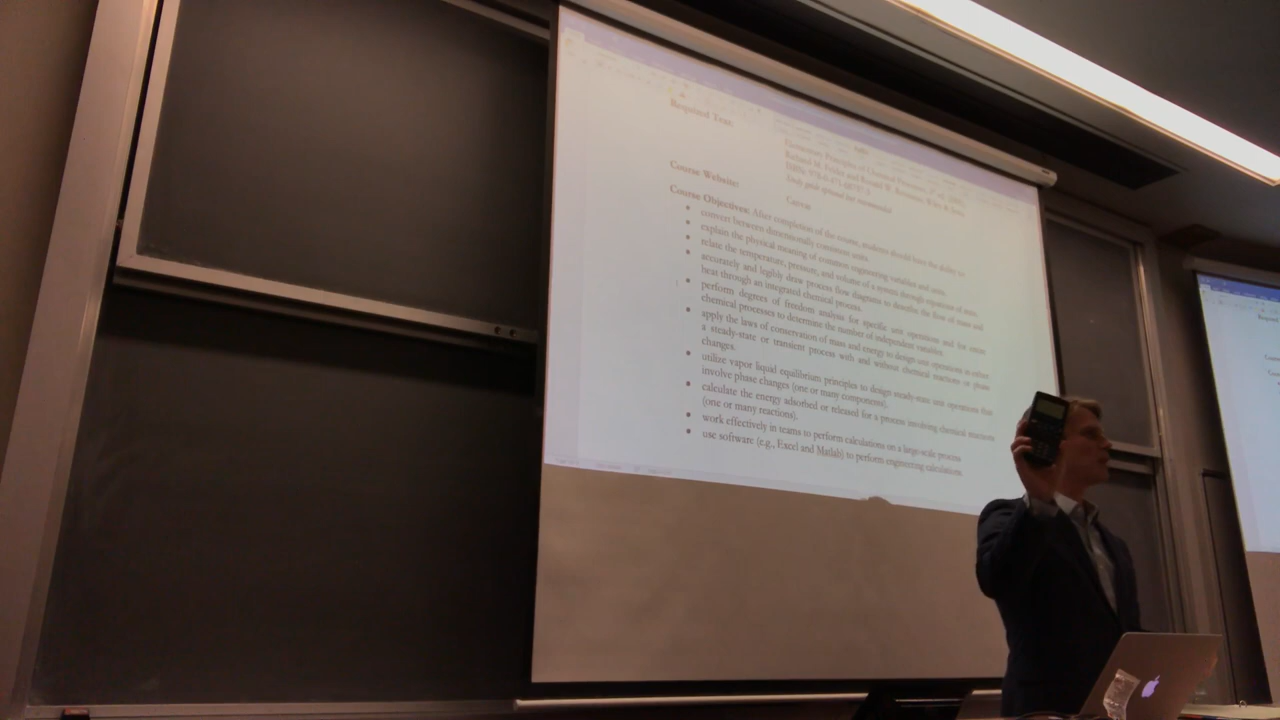 Required Text:
Elementary Principles of Chemical Processes,
Richard M. Felder and Ronald W. Rousseau, Wiley &
ISBN:
Course Website:
Canvas
Course Objectives: After completion of the course, students should have the ability to:
• convert between dimensionally consistent units.
• explain the physical meaning of common engineering variables and units.
• relate the temperature, pressure, and volume of a system through equations of state.
• accurately and legibly draw process flow diagrams to describe the flow of mass and
heat through an integrated chemical process.
• perform degrees of freedom analysis for specific unit operations and for entire
chemical processes to determine the number of independent variables.
• apply the laws of conservation of mass and energy to design unit operations in either
a steady-state or transient process with and without chemical reactions or phase
changes.
• utilize vapor liquid equilibrium principles to design steady-state unit operations that
involve phase changes (one or many components).
• calculate the energy adsorbed or released for a process involving chemical reactions
(one or many reactions).
• work effectively in teams to perform calculations on a large-scale process
• use software (e.g., Excel and Matlab) to perform engineering calculations.